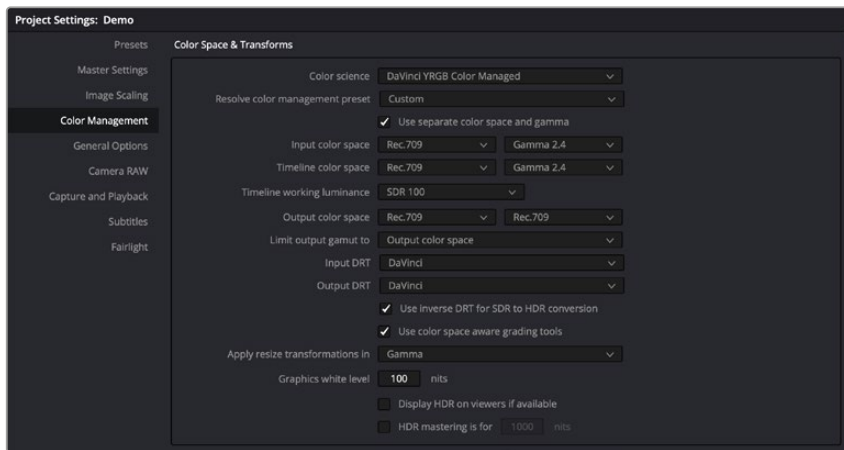 Project Settings: Demo
Presets
Master Settings
Image Scaling
Color Management
General Options
Camera RAW
Capture and Playback
Subtitles
Fairlight
Color Space & Transforms
Color science DaVinci YRGB Color Managed
Resolve color management preset Custom
Use separate color space and gamma
Input color space Rec.709 Gamma 2.4
Timeline color space Rec.709 Gamma 2.4
Timeline working luminance SDR 100
Output color space Rec.709 Rec.709
Limit output gamut to Output color space
Input DRT DaVinci
Output DRT DaVinci
Use inverse DRT for SDR to HDR conversion
Use color space aware grading tools
Apply resize transformations in Gamma
Graphics white level 100 nits
Display HDR on viewers if available
HDR mastering is for 1000 nits